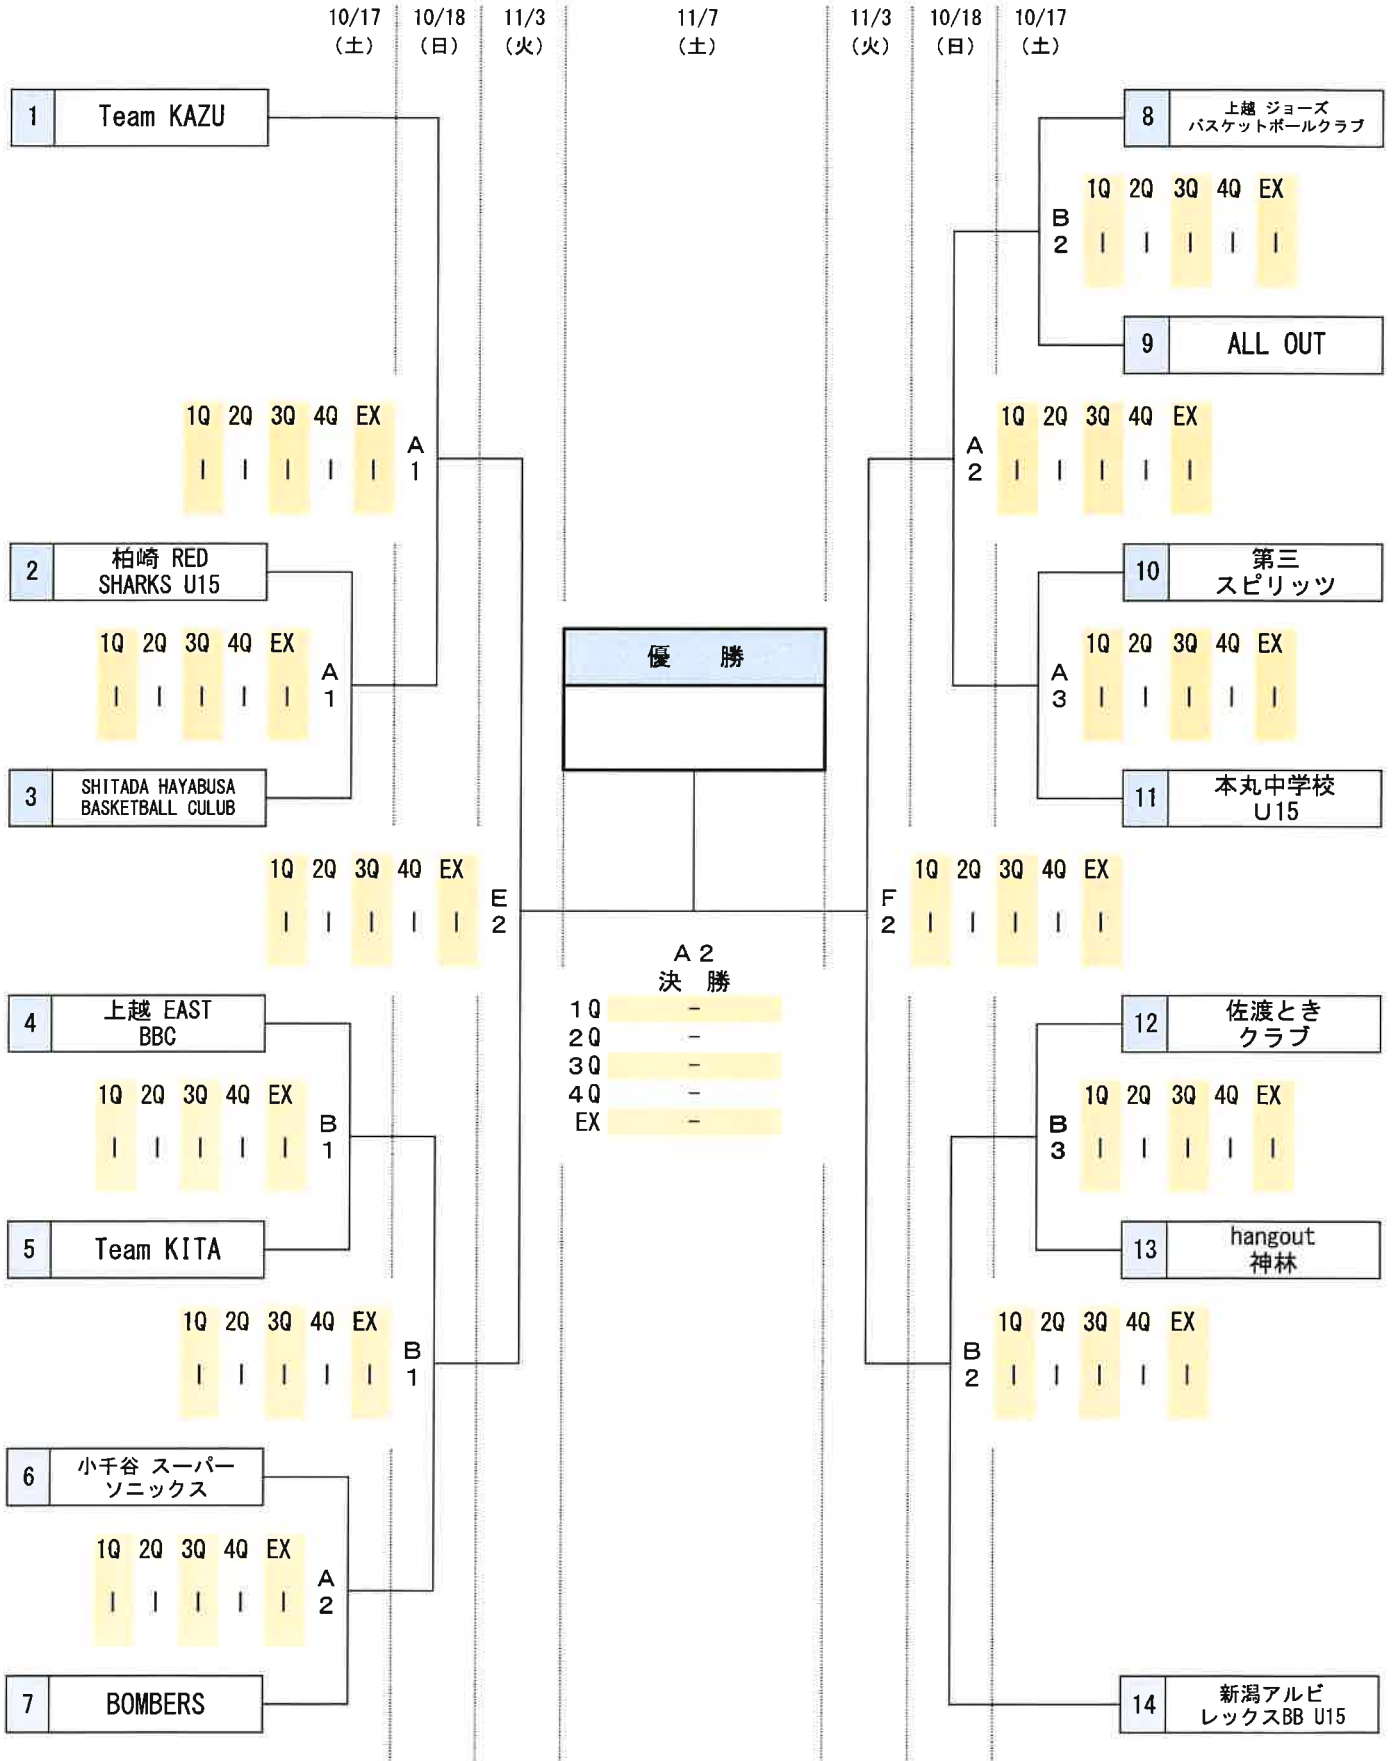 10/17 10/18 11/3 11/7 11/3 10/18 10/17
(土) (日) (火) (土) (火) (日) (土)
1 Team KAZU
8 上越 ジョーズ
バスケットボールクラブ
1Q 2Q 3Q 4Q EX
B
2
| | | | |
9 ALL OUT
1Q 2Q 3Q 4Q EX
A
1
| | | | |
1Q 2Q 3Q 4Q EX
A
2
| | | | |
2 柏崎 RED
SHARKS U15
10 第三
スピリッツ
1Q 2Q 3Q 4Q EX
A
1
| | | | |
優 勝
1Q 2Q 3Q 4Q EX
A
3
| | | | |
3 SHITADA HAYABUSA
BASKETBALL CULUB
11 本丸中学校
U15
1Q 2Q 3Q 4Q EX
E
2
| | | | |
1Q 2Q 3Q 4Q EX
F
2
| | | | |
A 2
決 勝
1Q -
2Q -
3Q -
4Q -
EX -
4 上越 EAST
BBC
12 佐渡とき
クラブ
1Q 2Q 3Q 4Q EX
B
1
| | | | |
1Q 2Q 3Q 4Q EX
B
3
| | | | |
5 Team KITA
13 hangout
神林
1Q 2Q 3Q 4Q EX
B
1
| | | | |
1Q 2Q 3Q 4Q EX
B
2
| | | | |
6 小千谷 スーパー
ソニックス
1Q 2Q 3Q 4Q EX
A
2
| | | | |
7 BOMBERS
14 新潟アルビ
レックスBB U15